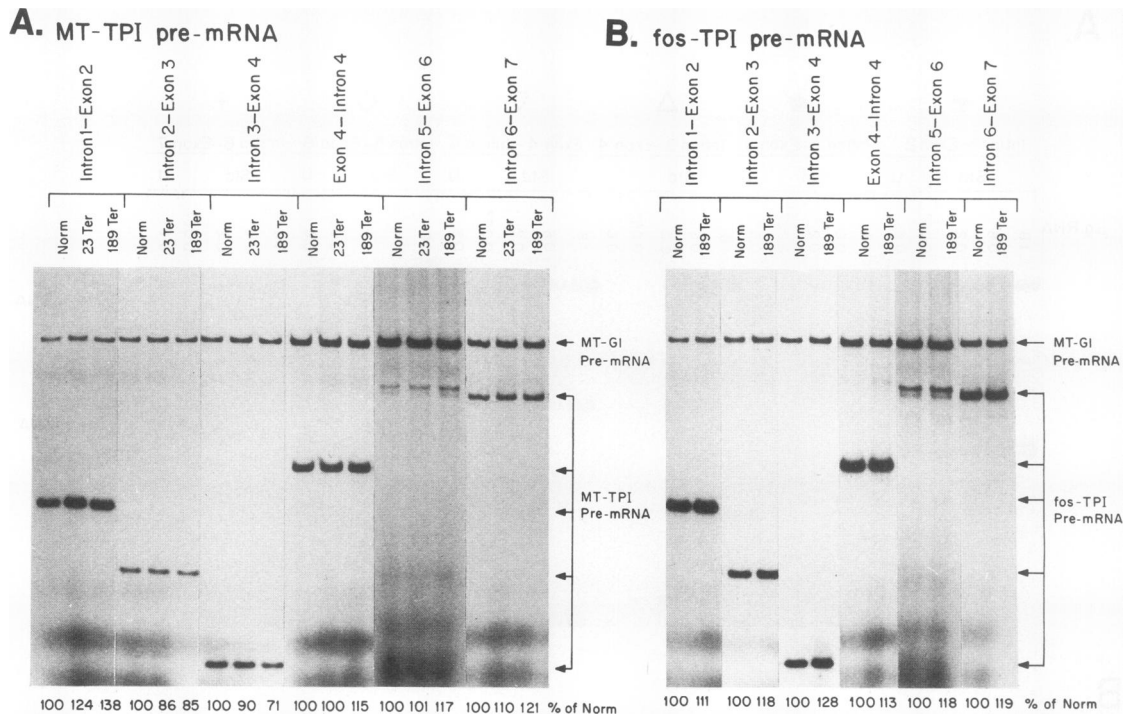 A. MT-TPI pre-mRNA
Intron 1–Exon 2
Intron 2–Exon 3
Intron 3–Exon 4
Exon 4–Intron 4
Intron 5–Exon 6
Intron 6–Exon 7
Norm
23 Ter
189 Ter
Norm
23 Ter
189 Ter
Norm
23 Ter
189 Ter
Norm
23 Ter
189 Ter
Norm
23 Ter
189 Ter
Norm
23 Ter
189 Ter
MT-GI
Pre-mRNA
MT-TPI
Pre-mRNA
100 124 138 100 86 85 100 90 71 100 100 115 100 101 117 100 110 121 % of Norm
B. fos-TPI pre-mRNA
Intron 1–Exon 2
Intron 2–Exon 3
Intron 3–Exon 4
Exon 4–Intron 4
Intron 5–Exon 6
Intron 6–Exon 7
Norm
189 Ter
Norm
189 Ter
Norm
189 Ter
Norm
189 Ter
Norm
189 Ter
Norm
189 Ter
MT-GI
Pre-mRNA
fos-TPI
Pre-mRNA
100 111 100 118 100 128 100 113 100 118 100 119 % of Norm